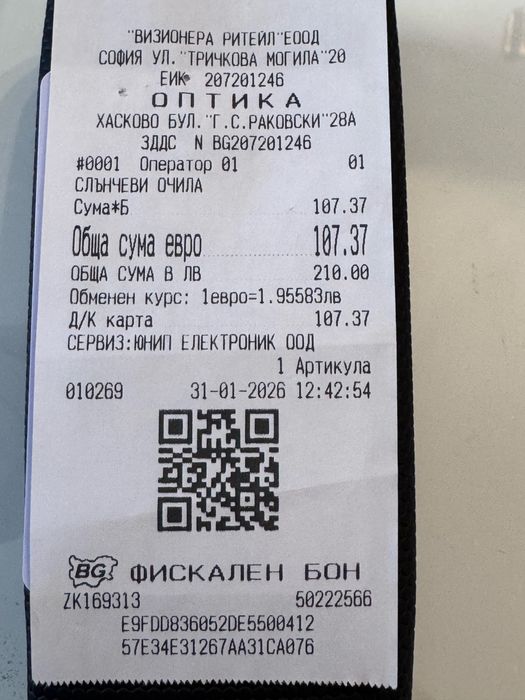 "ВИЗИОНЕРА РИТЕЙЛ"ЕООД
СОФИЯ УЛ."ТРИЧКОВА МОГИЛА"20
ЕИК 207201246
ОПТИКА
ХАСКОВО БУЛ."Г.С.РАКОВСКИ"28А
ЗДДС N BG207201246
#0001 Оператор 01 01
СЛЪНЧЕВИ ОЧИЛА
Сума*Б 107.37
Обща сума евро 107.37
ОБЩА СУМА В ЛВ 210.00
Обменен курс: 1евро=1.95583лв
Д/К карта 107.37
СЕРВИЗ:ЮНИП ЕЛЕКТРОНИК ООД
1 Артикула
010269 31-01-2026 12:42:54
BG ФИСКАЛЕН БОН
ZK169313 50222566
E9FDD836052DE5500412
57E34E31267AA31CA076